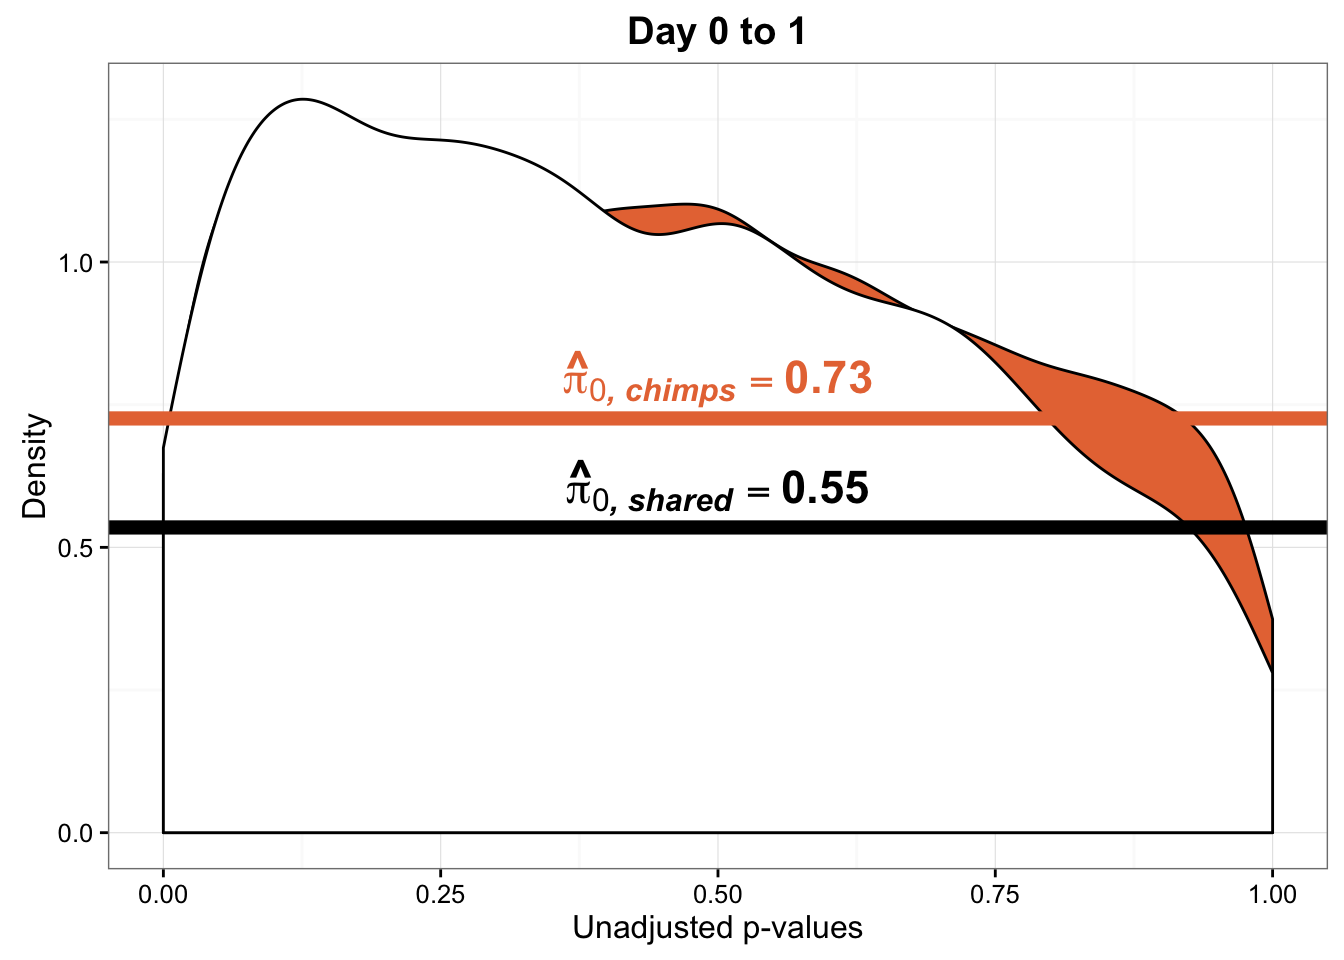 Day 0 to 1
Density
1.0
0.5
0.0
π̂0, chimps = 0.73
π̂0, shared = 0.55
0.00 0.25 0.50 0.75 1.00
Unadjusted p-values